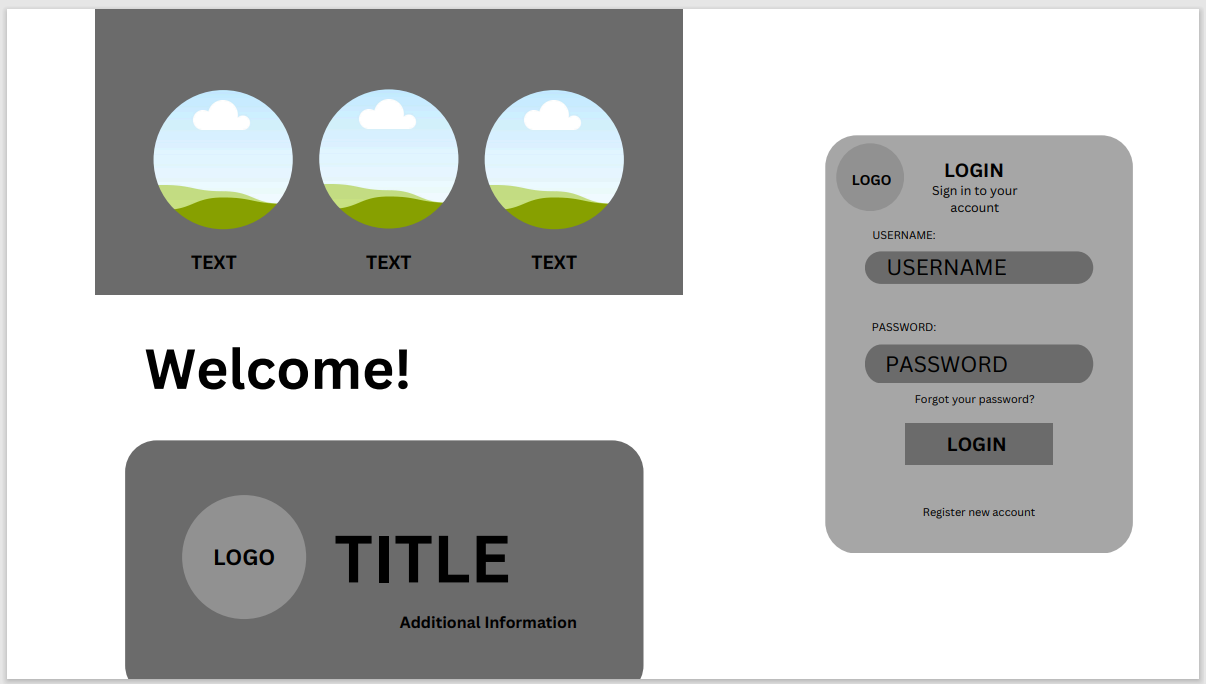 TEXT
TEXT
TEXT
Welcome!
LOGO
TITLE
Additional Information
LOGO
LOGIN
Sign in to your
account
USERNAME:
USERNAME
PASSWORD:
PASSWORD
Forgot your password?
LOGIN
Register new account